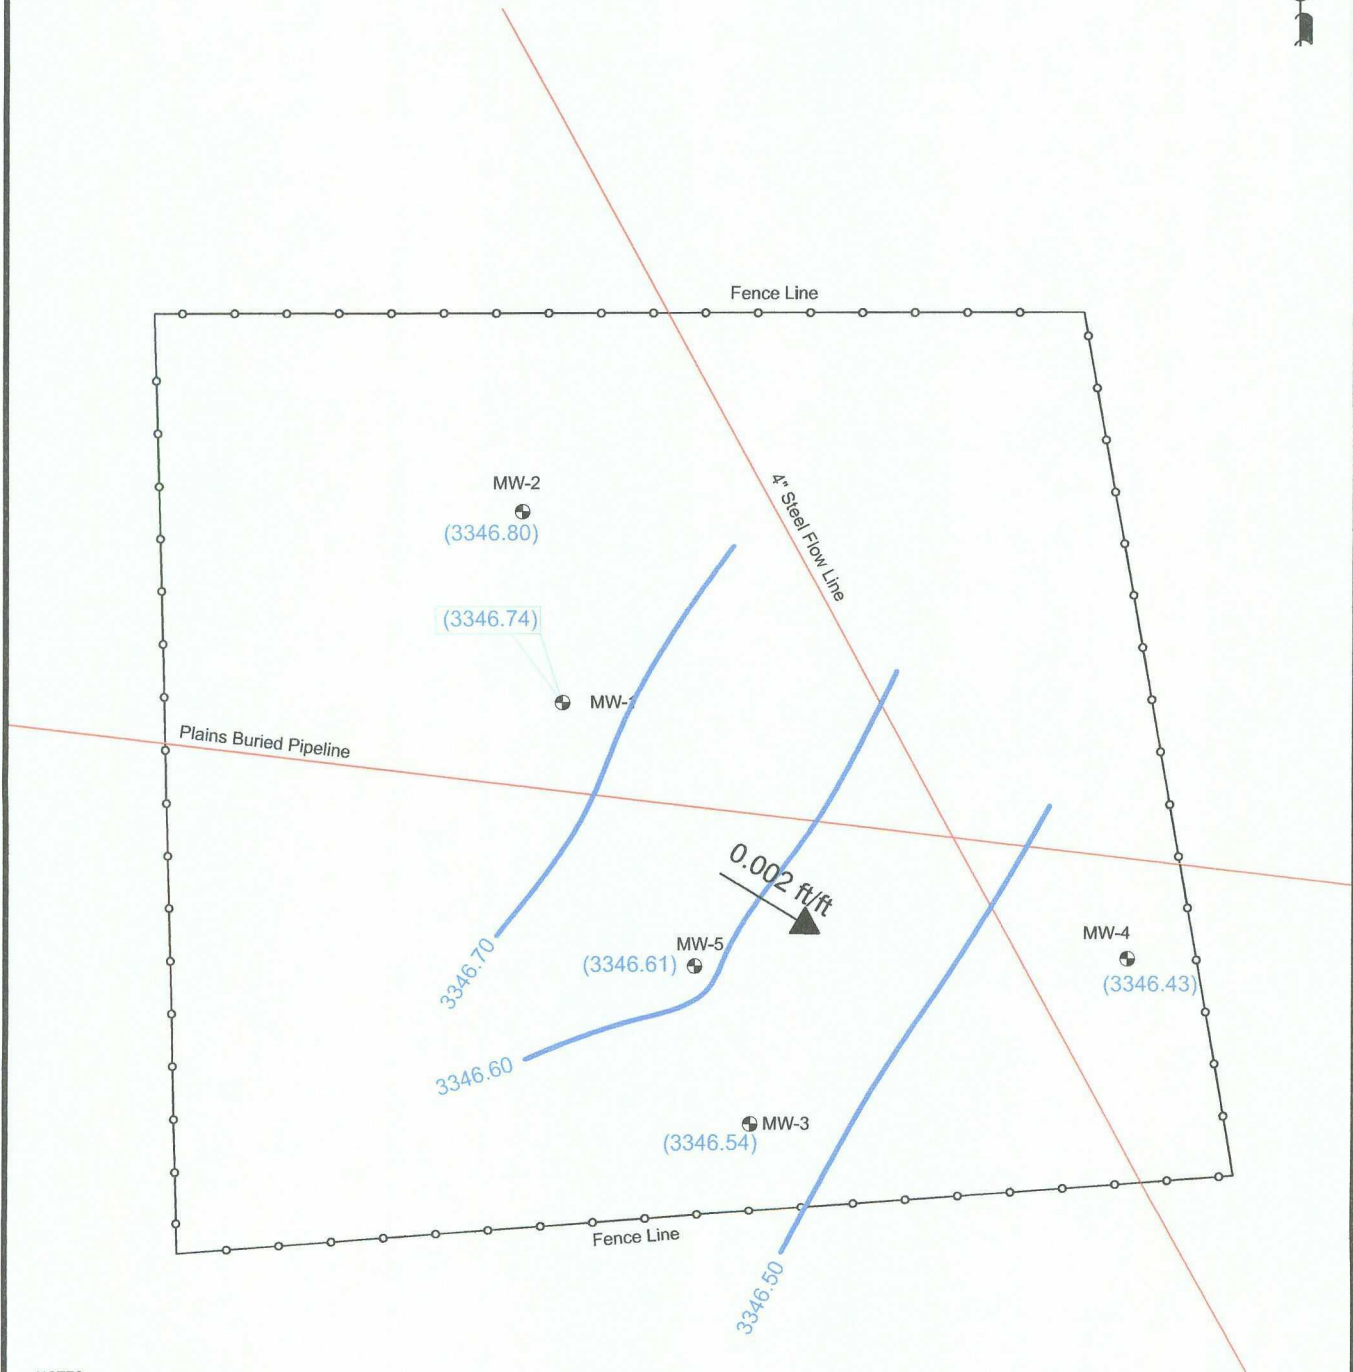 Fence Line
MW-2
(3346.80)
4" Steel Flow Line
(3346.74)
MW-1
Plains Buried Pipeline
0.002 ft/ft
3346.70
MW-5
(3346.61)
MW-4
(3346.43)
3346.60
MW-3
(3346.54)
Fence Line
3346.50